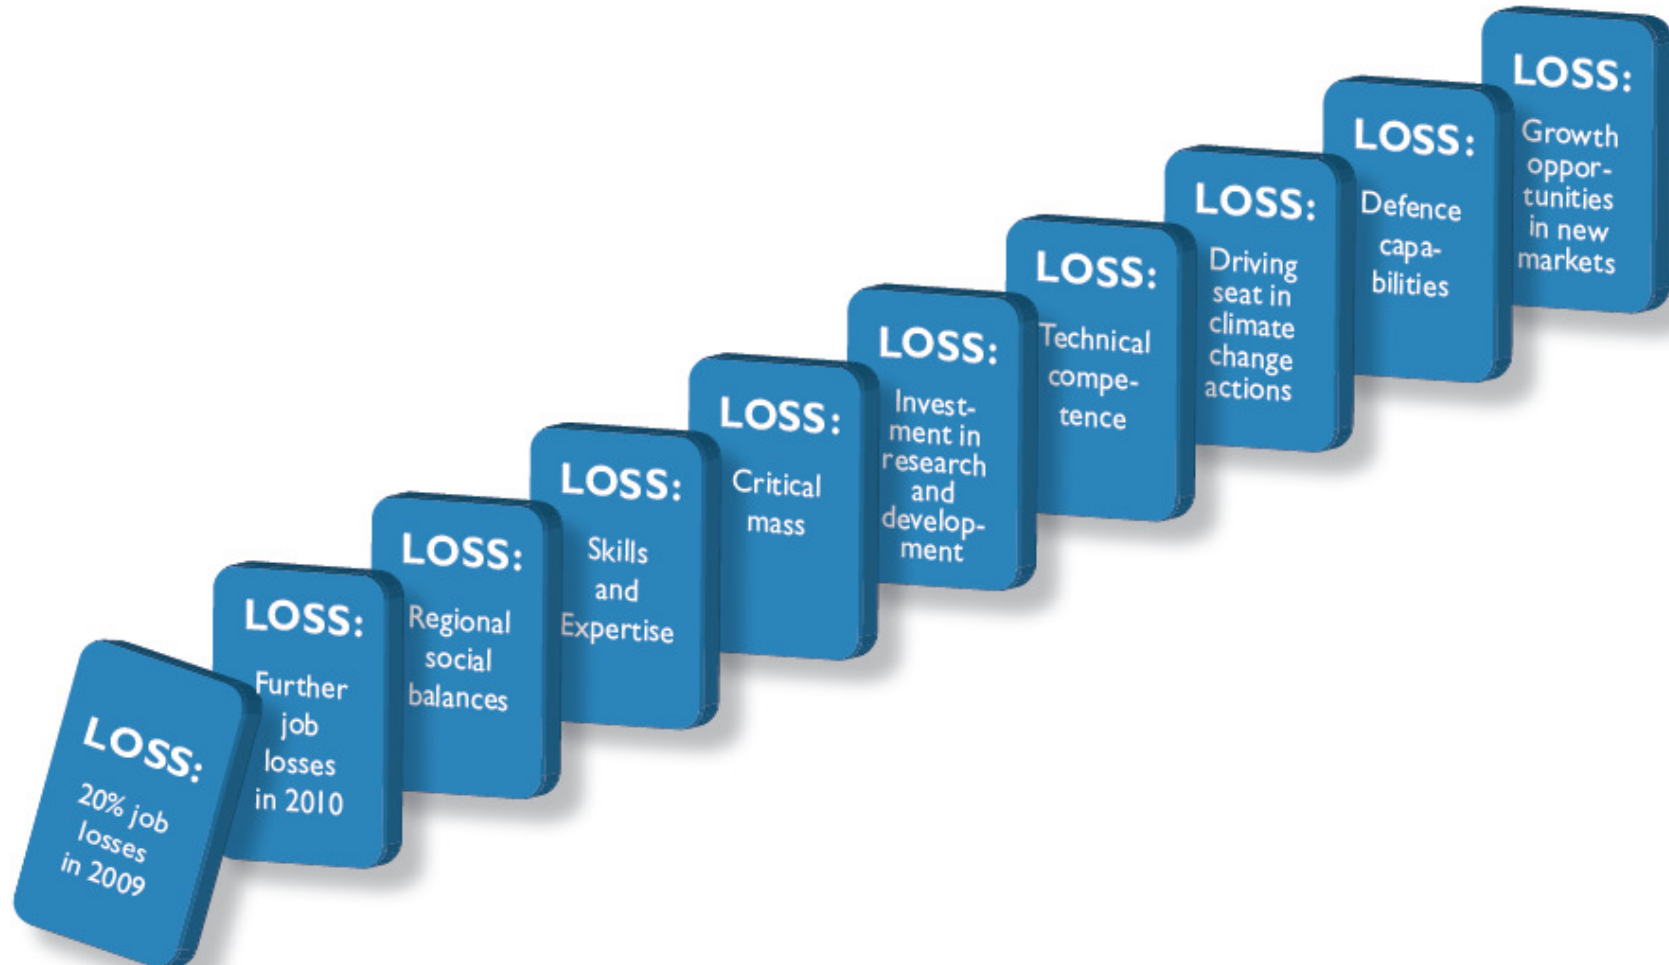 LOSS:
20% job
losses
in 2009
LOSS:
Further
job
losses
in 2010
LOSS:
Regional
social
balances
LOSS:
Skills
and
Expertise
LOSS:
Critical
mass
LOSS:
Invest-
ment in
research
and
develop-
ment
LOSS:
Technical
compe-
tence
LOSS:
Driving
seat in
climate
change
actions
LOSS:
Defence
capa-
bilities
LOSS:
Growth
oppor-
tunities
in new
markets